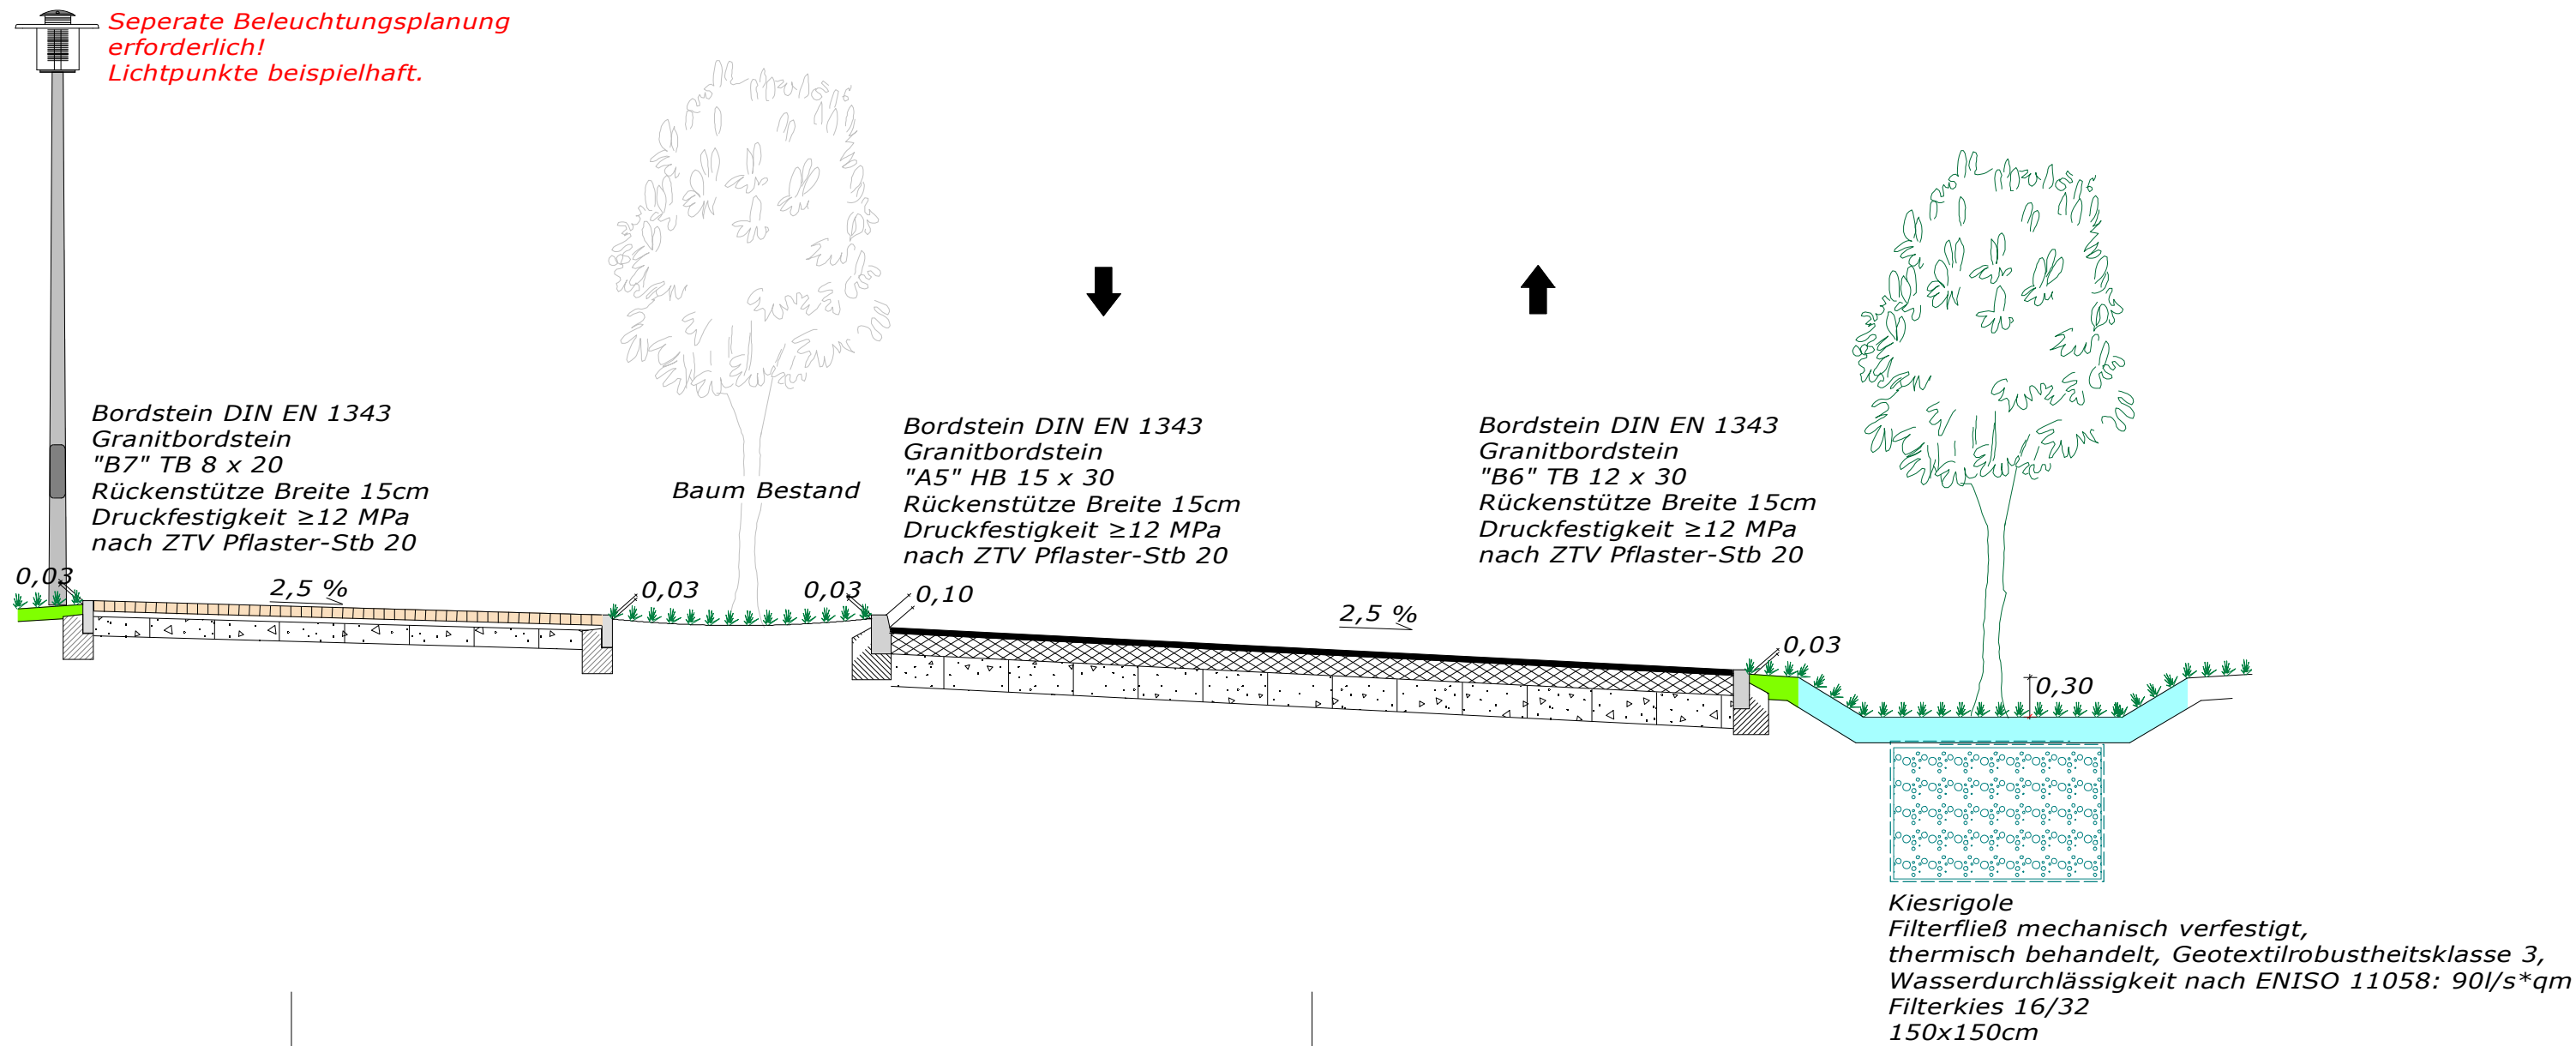 Seperate Beleuchtungsplanung
erforderlich!
Lichtpunkte beispielhaft.
Bordstein DIN EN 1343
Granitbordstein
"B7" TB 8 x 20
Rückenstütze Breite 15cm
Druckfestigkeit ≥12 MPa
nach ZTV Pflaster-Stb 20
Baum Bestand
Bordstein DIN EN 1343
Granitbordstein
"A5" HB 15 x 30
Rückenstütze Breite 15cm
Druckfestigkeit ≥12 MPa
nach ZTV Pflaster-Stb 20
Bordstein DIN EN 1343
Granitbordstein
"B6" TB 12 x 30
Rückenstütze Breite 15cm
Druckfestigkeit ≥12 MPa
nach ZTV Pflaster-Stb 20
0,03
2,5 %
0,03
0,03
0,10
2,5 %
0,03
0,30
Kiesrigole
Filterfließ mechanisch verfestigt,
thermisch behandelt, Geotextilrobustheitsklasse 3,
Wasserdurchlässigkeit nach ENISO 11058: 90l/s*qm
Filterkies 16/32
150x150cm